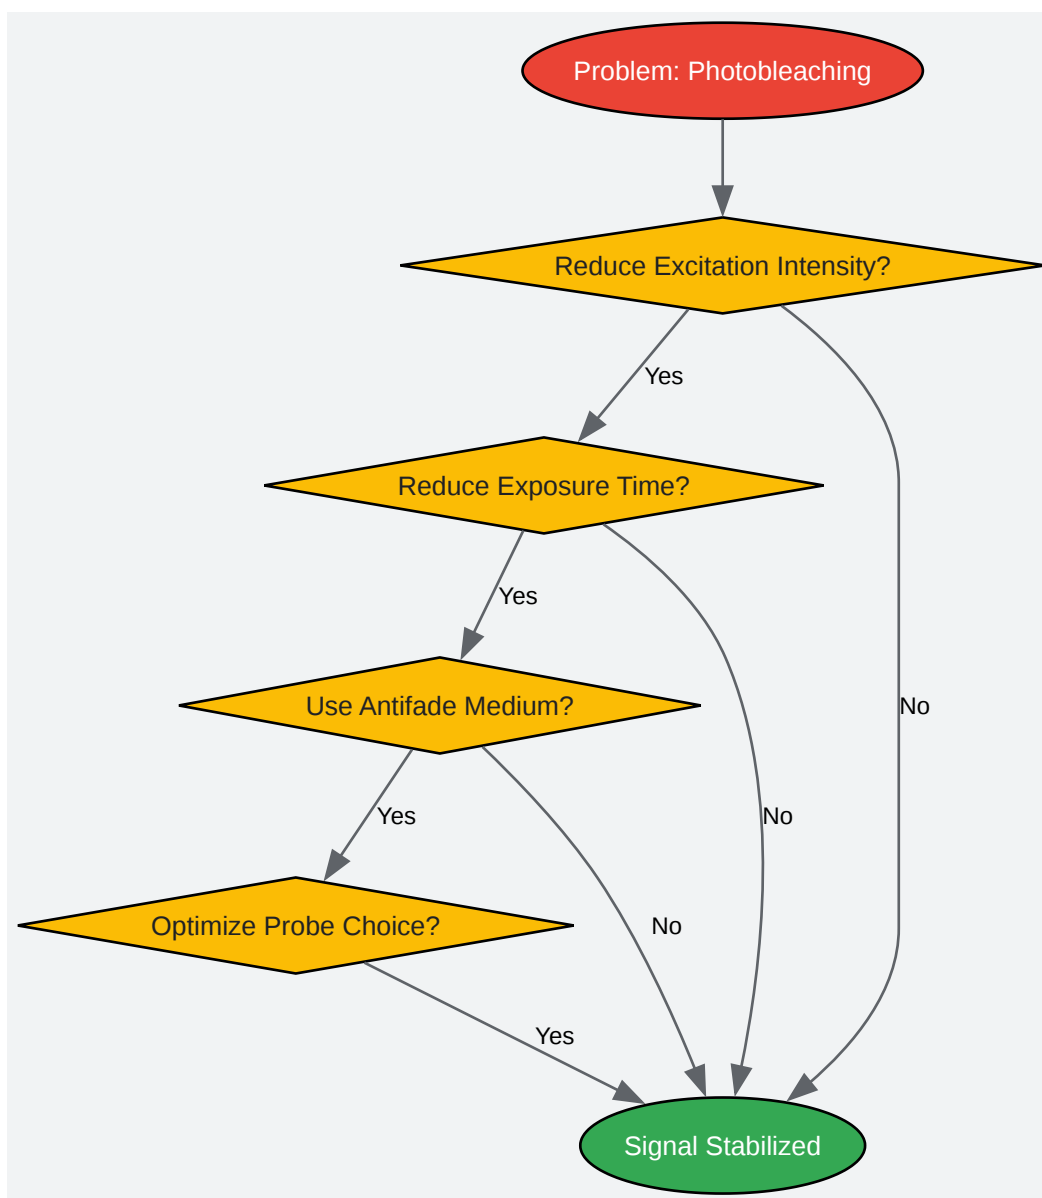 Problem: Photobleaching
Reduce Excitation Intensity?
Yes
Reduce Exposure Time?
Yes
Use Antifade Medium?
No
Yes
No
Optimize Probe Choice?
No
Yes
Signal Stabilized